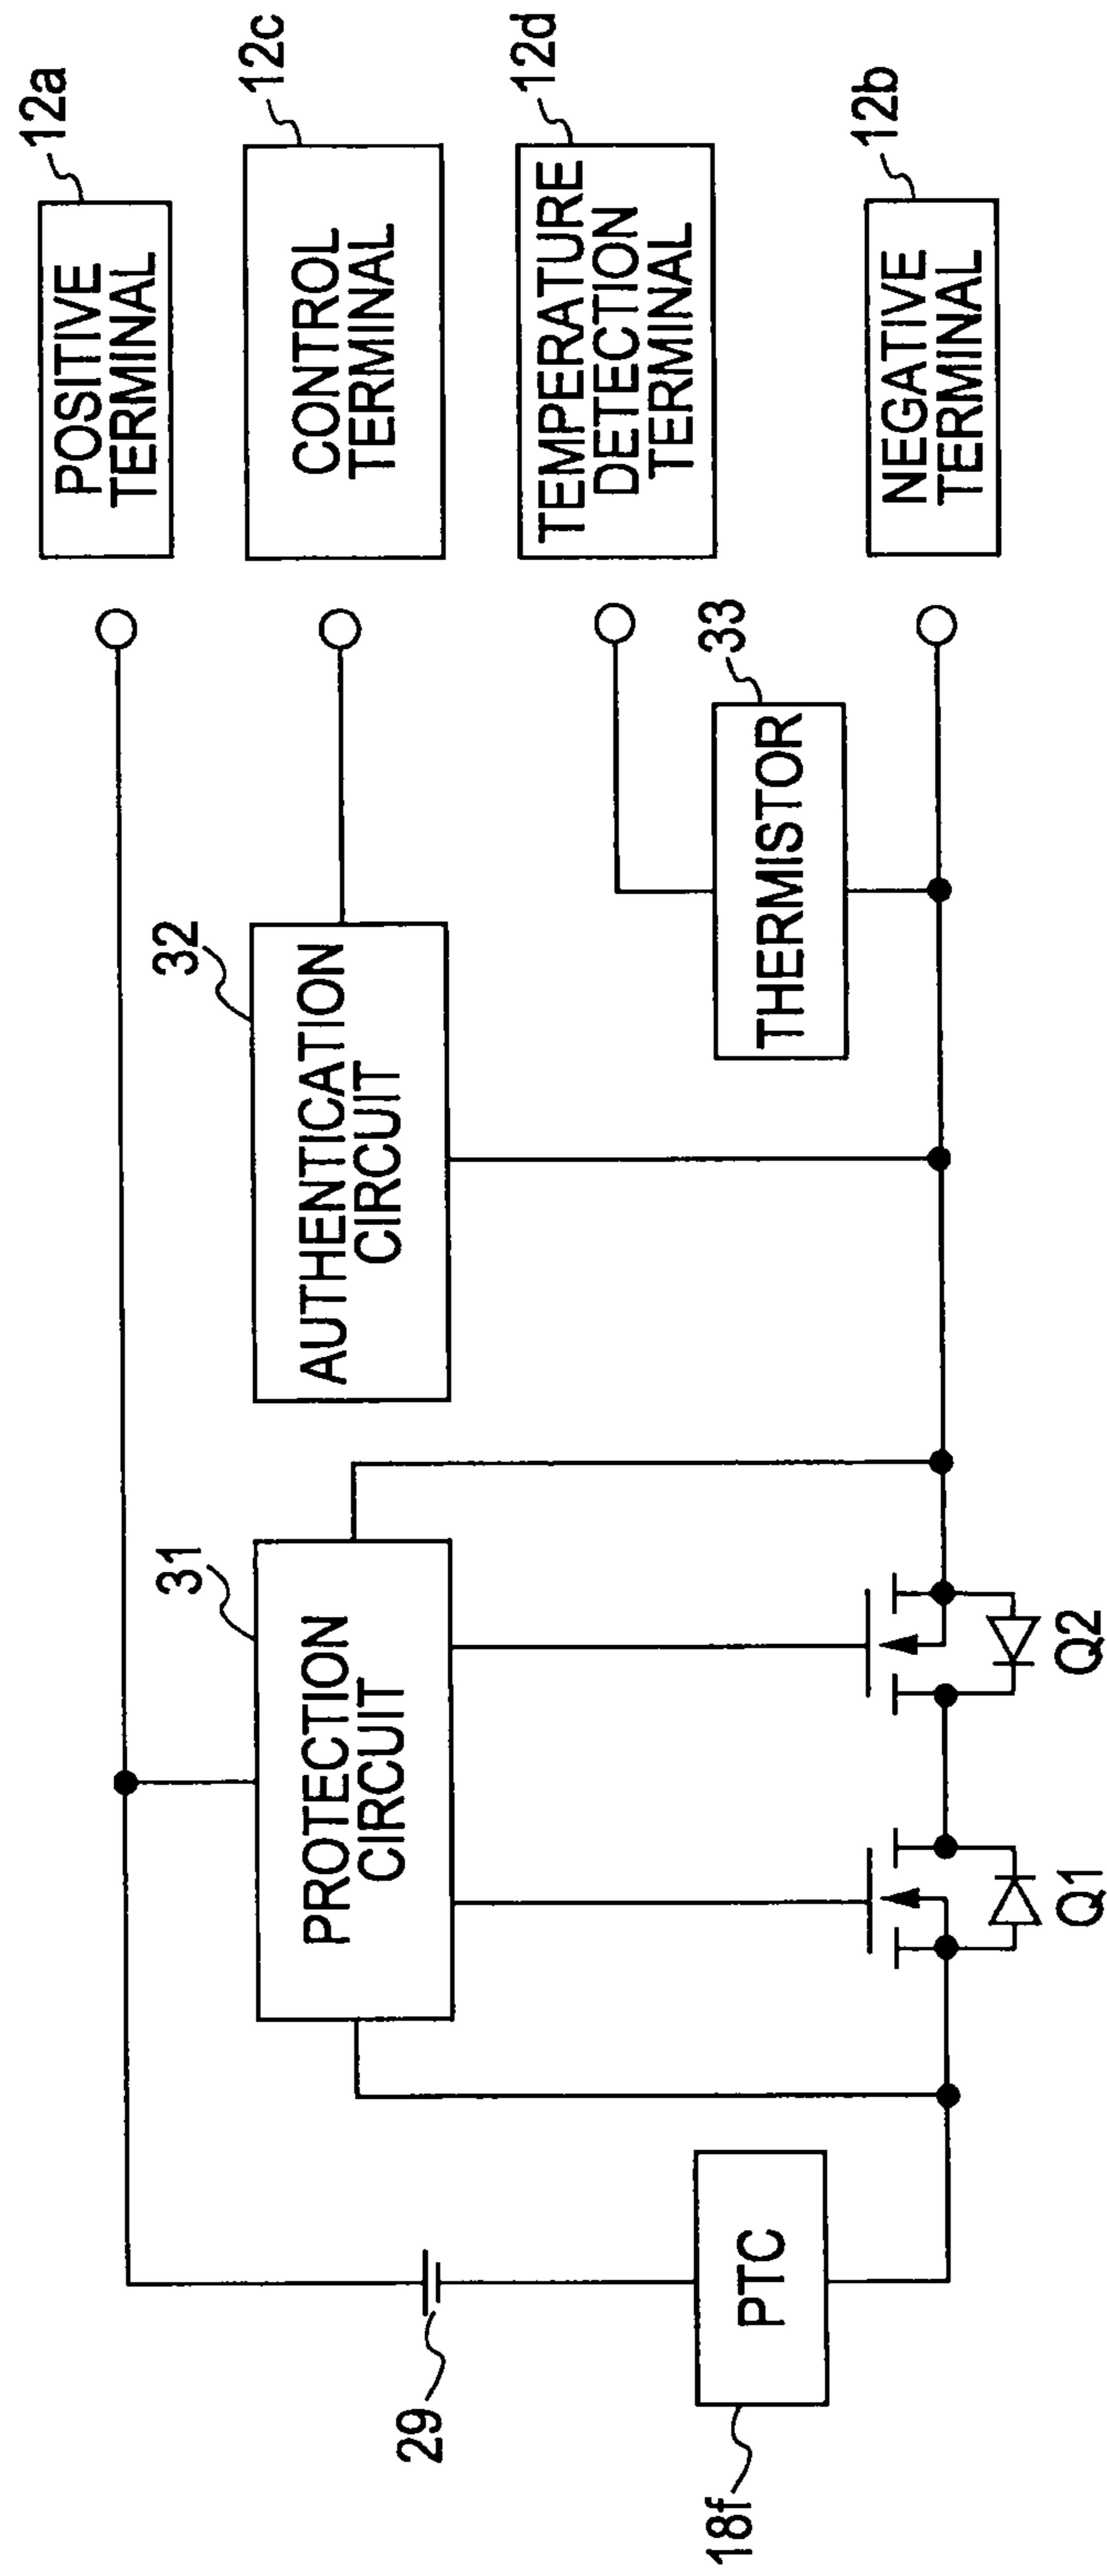 12a
POSITIVE
TERMINAL
12c
CONTROL
TERMINAL
12d
TEMPERATURE
DETECTION
TERMINAL
12b
NEGATIVE
TERMINAL
31
PROTECTION
CIRCUIT
32
AUTHENTICATION
CIRCUIT
33
THERMISTOR
29
PTC
18f
Q1
Q2